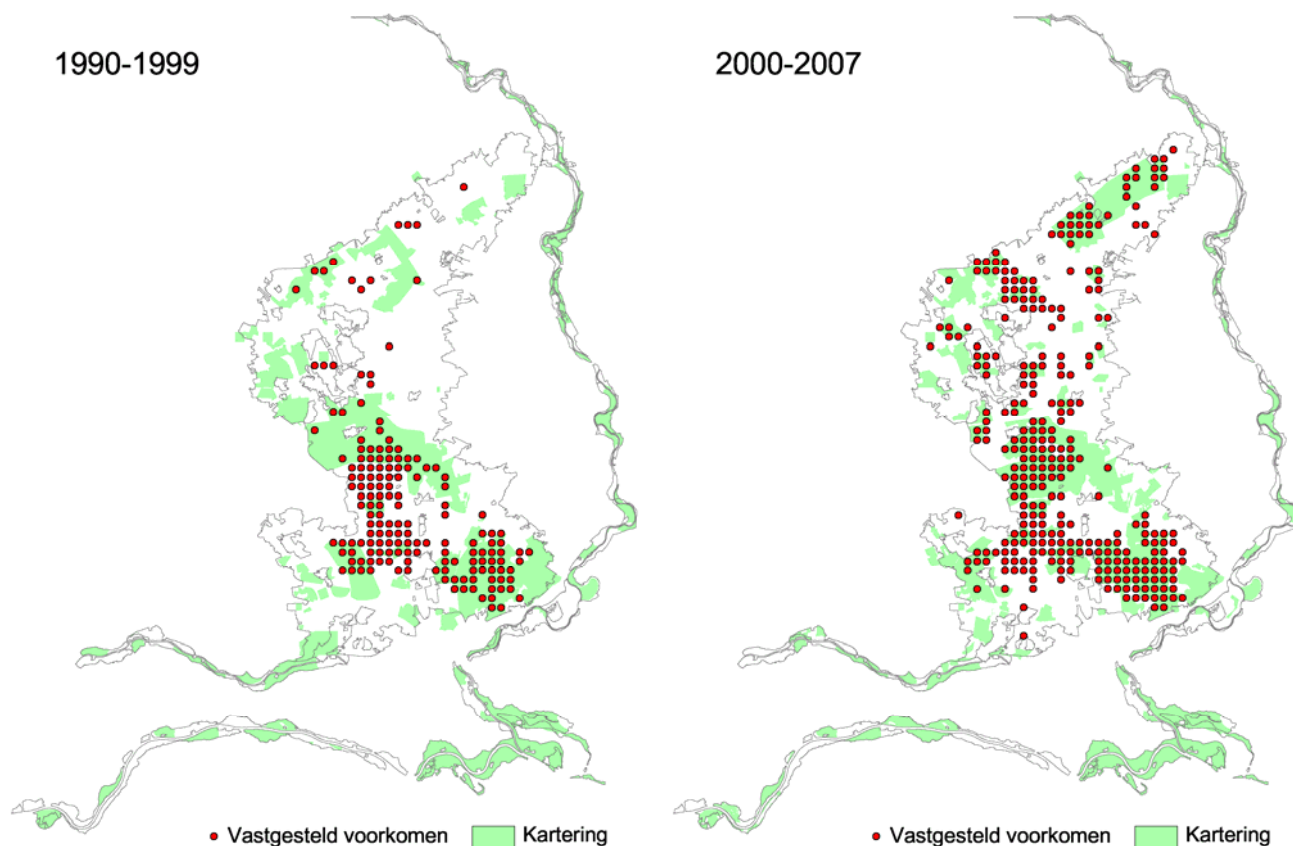 1990-1999
2000-2007
Vastgesteld voorkomen
Kartering
Vastgesteld voorkomen
Kartering